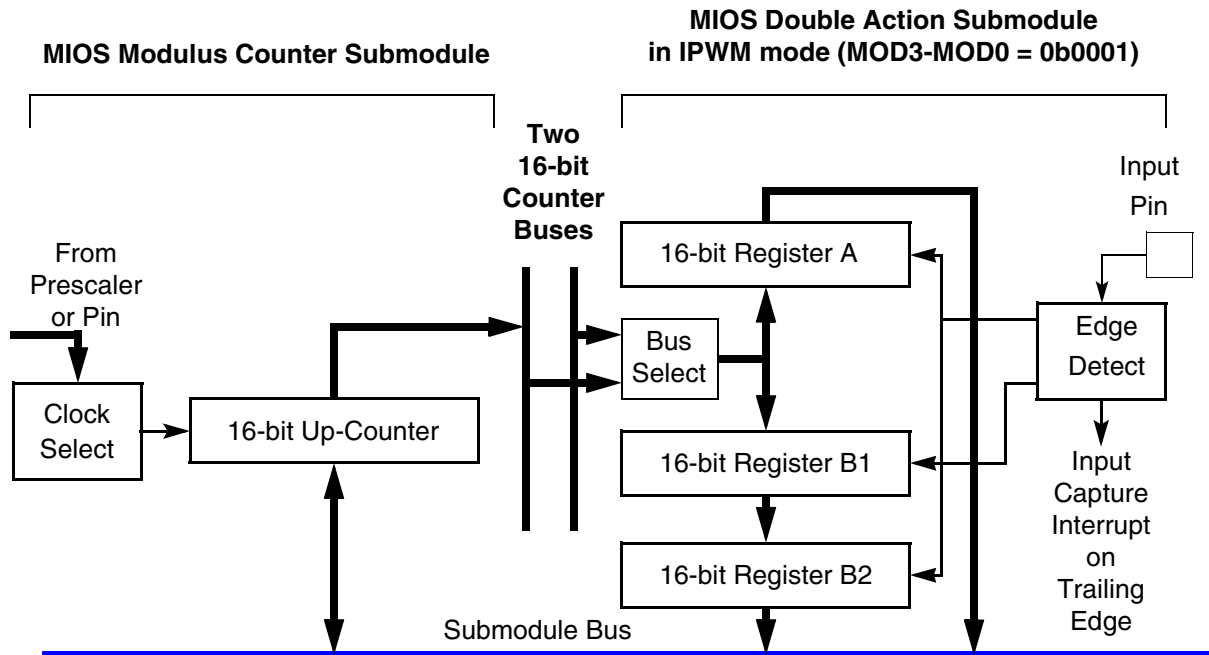 MIOS Modulus Counter Submodule
MIOS Double Action Submodule
in IPWM mode (MOD3-MOD0 = 0b0001)
Two
16-bit
Counter
Buses
Input
Pin
From
Prescaler
or Pin
16-bit Register A
Bus
Select
Edge
Detect
Clock
Select
16-bit Up-Counter
16-bit Register B1
Input
Capture
Interrupt
on
Trailing
Edge
16-bit Register B2
Submodule Bus